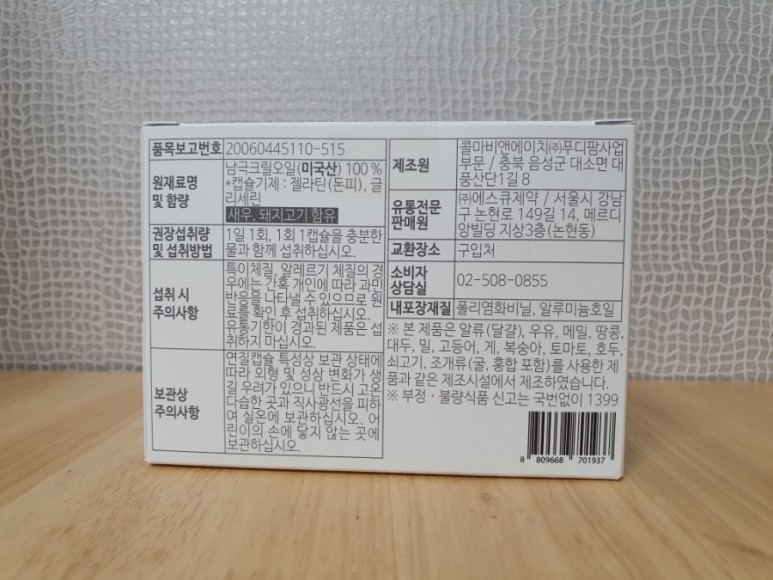 품목보고번호 20060445110-515
원재료명
및 함량
남극크릴오일(미국산) 100 %
*캡슐기제 : 젤라틴(돈피), 글
리세린
새우, 돼지고기 함유
권장섭취량
및 섭취방법
1일 1회, 1회 1캡슐을 충분한
물과 함께 섭취하십시오.
섭취 시
주의사항
특이체질, 알레르기 체질의 경
우에는 간혹 개인에 따라 과민
반응을 나타낼 수 있으므로 원
료를 확인 후 섭취하십시오.
유통기한이 경과된 제품은 섭
취하지 마십시오.
보관상
주의사항
연질캡슐 특성상 보관 상태에
따라 외형 및 성상 변화가 생
길 우려가 있으니 반드시 고온
다습한 곳과 직사광선을 피하
여 실온에 보관하십시오. 어
린이의 손에 닿지 않는 곳에
보관하십시오.
제조원
콜마비앤에이치㈜푸디팜사업
부문 / 충북 음성군 대소면 대
풍산단1길 8
유통전문
판매원
㈜에스큐제약 / 서울시 강남
구 논현로 149길 14, 메르디
앙빌딩 지상3층(논현동)
교환장소 구입처
소비자
상담실
02-508-0855
내포장재질 폴리염화비닐, 알루미늄호일
※ 본 제품은 알류(달걀), 우유, 메밀, 땅콩,
대두, 밀, 고등어, 게, 복숭아, 토마토, 호두,
쇠고기, 조개류(굴, 홍합 포함)를 사용한 제
품과 같은 제조시설에서 제조하였습니다.
※ 부정·불량식품 신고는 국번없이 1399
8 809668 701937